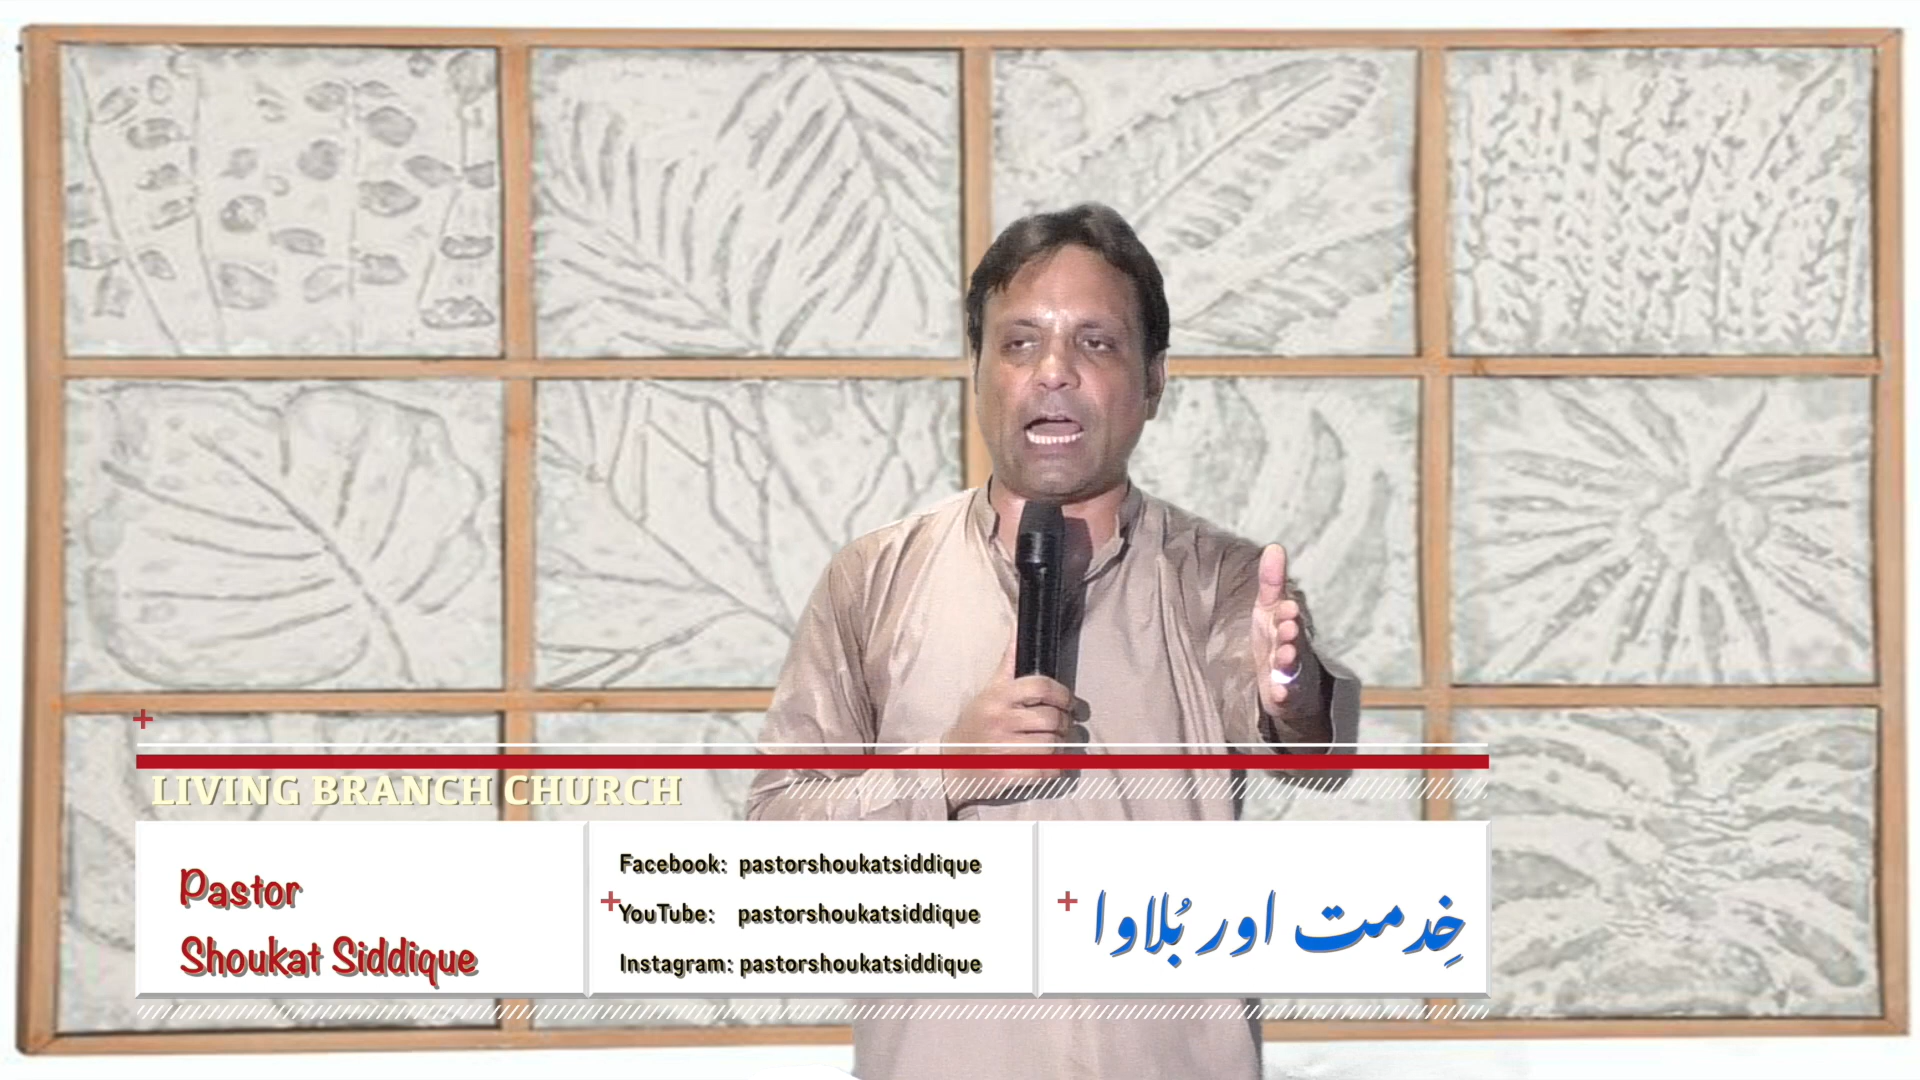 LIVING BRANCH CHURCH
Pastor
Shoukat Siddique
Facebook: pastorshoukatsiddique
YouTube: pastorshoukatsiddique
Instagram: pastorshoukatsiddique
خِدمت اور بُلاوا